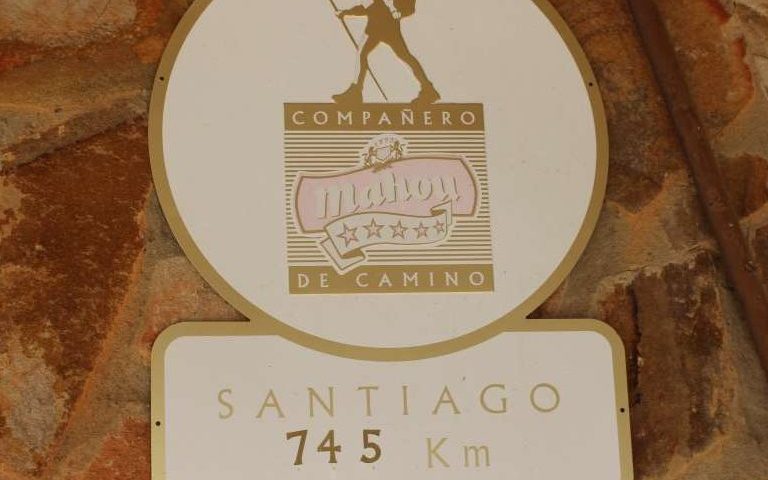 COMPAÑERO
mahou
DE CAMINO
SANTIAGO
745 Km